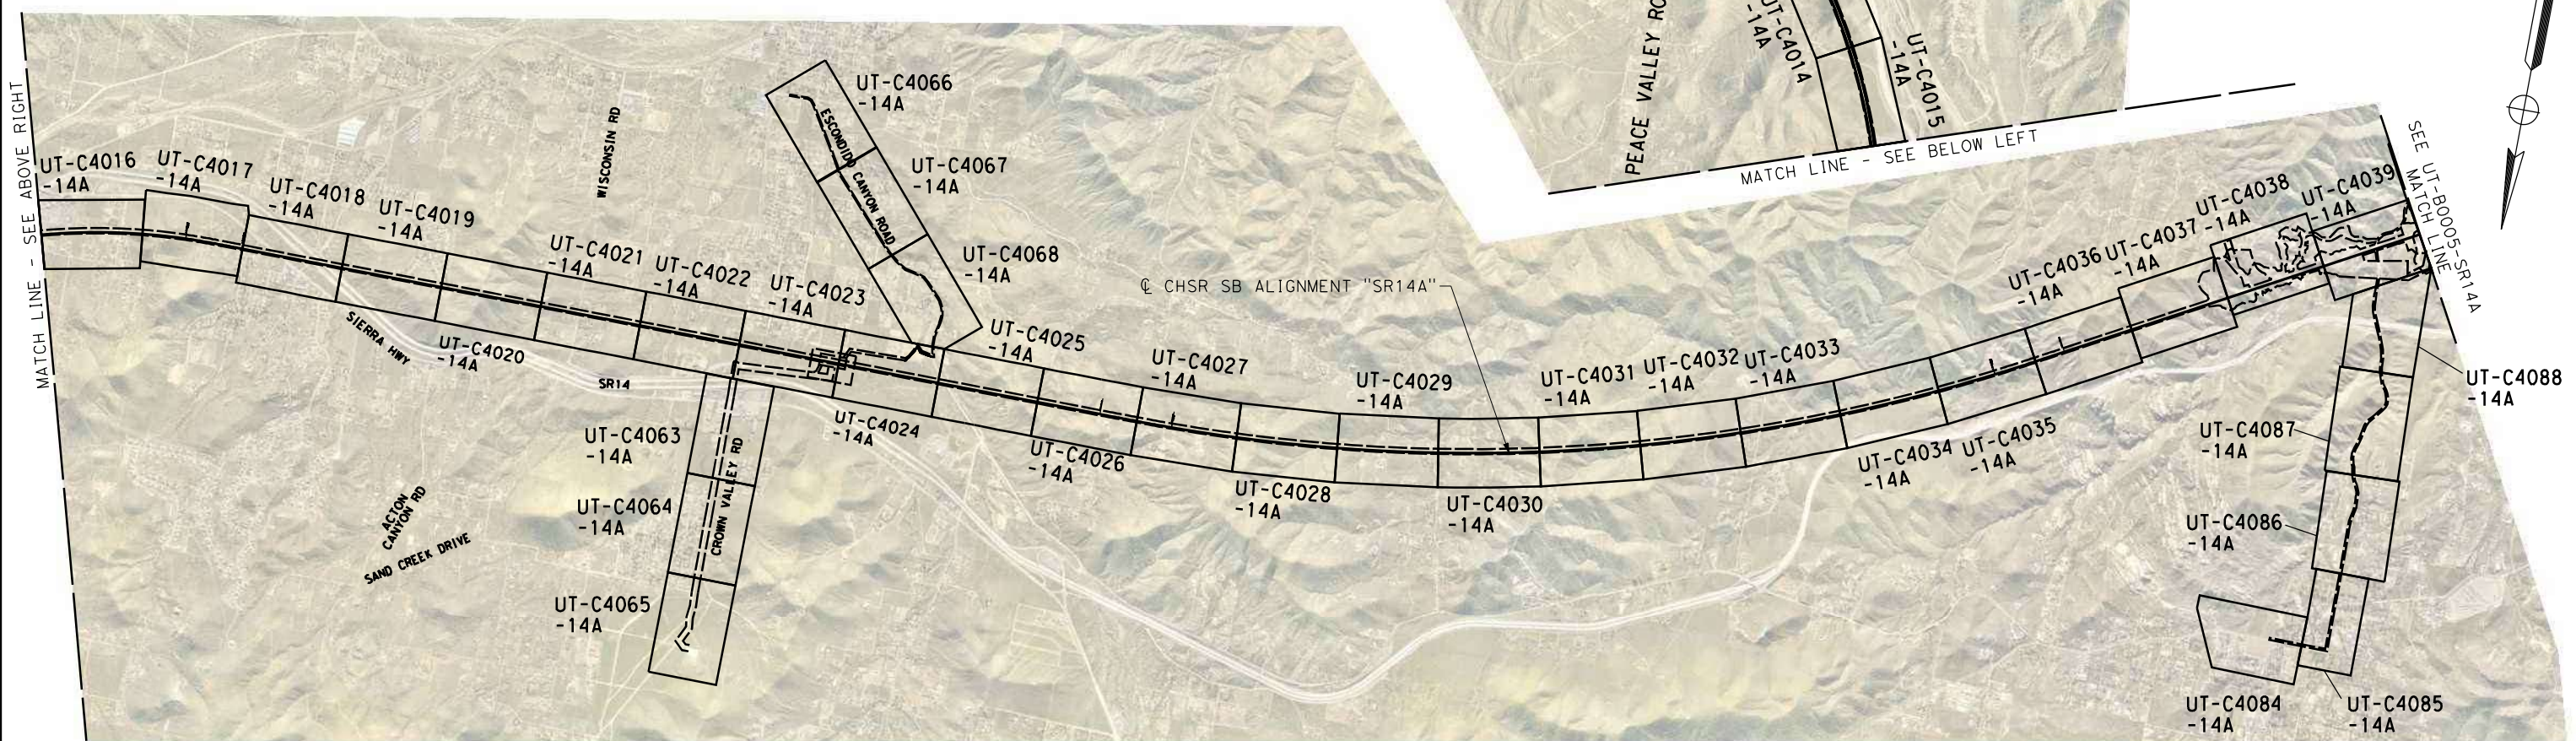 PEACE VALLEY RO
UT-C4014
-14A
UT-C4015
-14A
MATCH LINE - SEE BELOW LEFT
MATCH LINE - SEE ABOVE RIGHT
UT-C4016
-14A
UT-C4017
-14A
UT-C4018
-14A
UT-C4019
-14A
UT-C4020
-14A
UT-C4021
-14A
UT-C4022
-14A
UT-C4023
-14A
UT-C4024
-14A
UT-C4025
-14A
UT-C4026
-14A
UT-C4027
-14A
UT-C4028
-14A
UT-C4029
-14A
UT-C4030
-14A
UT-C4031
-14A
UT-C4032
-14A
UT-C4033
-14A
UT-C4034
-14A
UT-C4035
-14A
UT-C4036
-14A
UT-C4037
-14A
UT-C4038
-14A
UT-C4039
-14A
SEE UT-B0005-SR14A
MATCH LINE
WISCONSIN RD
SIERRA HWY
SR14
ACTON
CANYON RD
SAND CREEK DRIVE
UT-C4063
-14A
UT-C4064
-14A
UT-C4065
-14A
CROWN VALLEY RD
UT-C4066
-14A
UT-C4067
-14A
UT-C4068
-14A
ESCONDIDO CANYON ROAD
℄ CHSR SB ALIGNMENT "SR14A"
UT-C4088
-14A
UT-C4087
-14A
UT-C4086
-14A
UT-C4084
-14A
UT-C4085
-14A